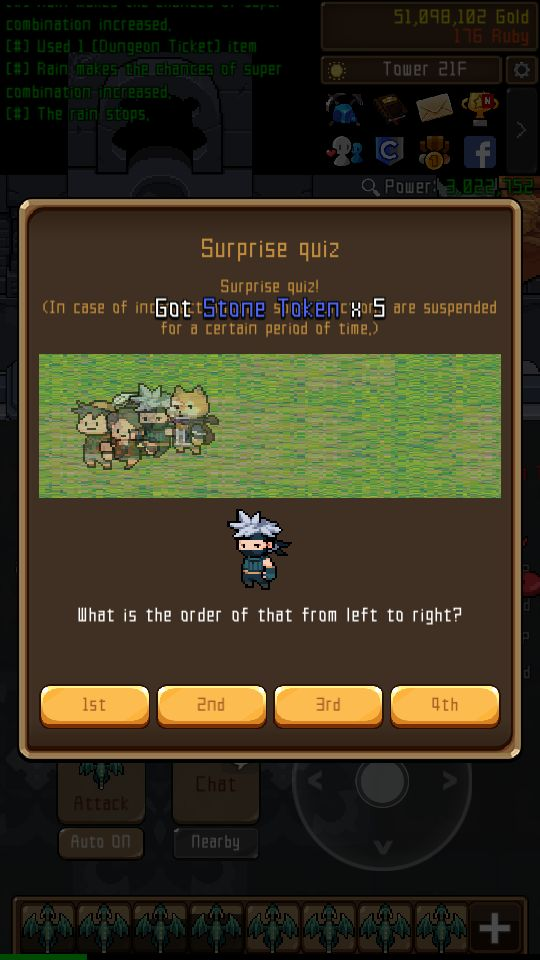 combination increased.
[#] Used 1 [Dungeon Ticket] item
[#] Rain makes the chances of super
combination increased.
[#] The rain stops.
51,098,102 Gold
176 Ruby
Tower 21F
N
C
f
Power: 3,022,752
Surprise quiz
Surprise quiz!
(In case of are suspended
Got Stone Token x 5
for a certain period of time.)
What is the order of that from left to right?
1st
2nd
3rd
4th
Attack
Chat
Auto ON
Nearby